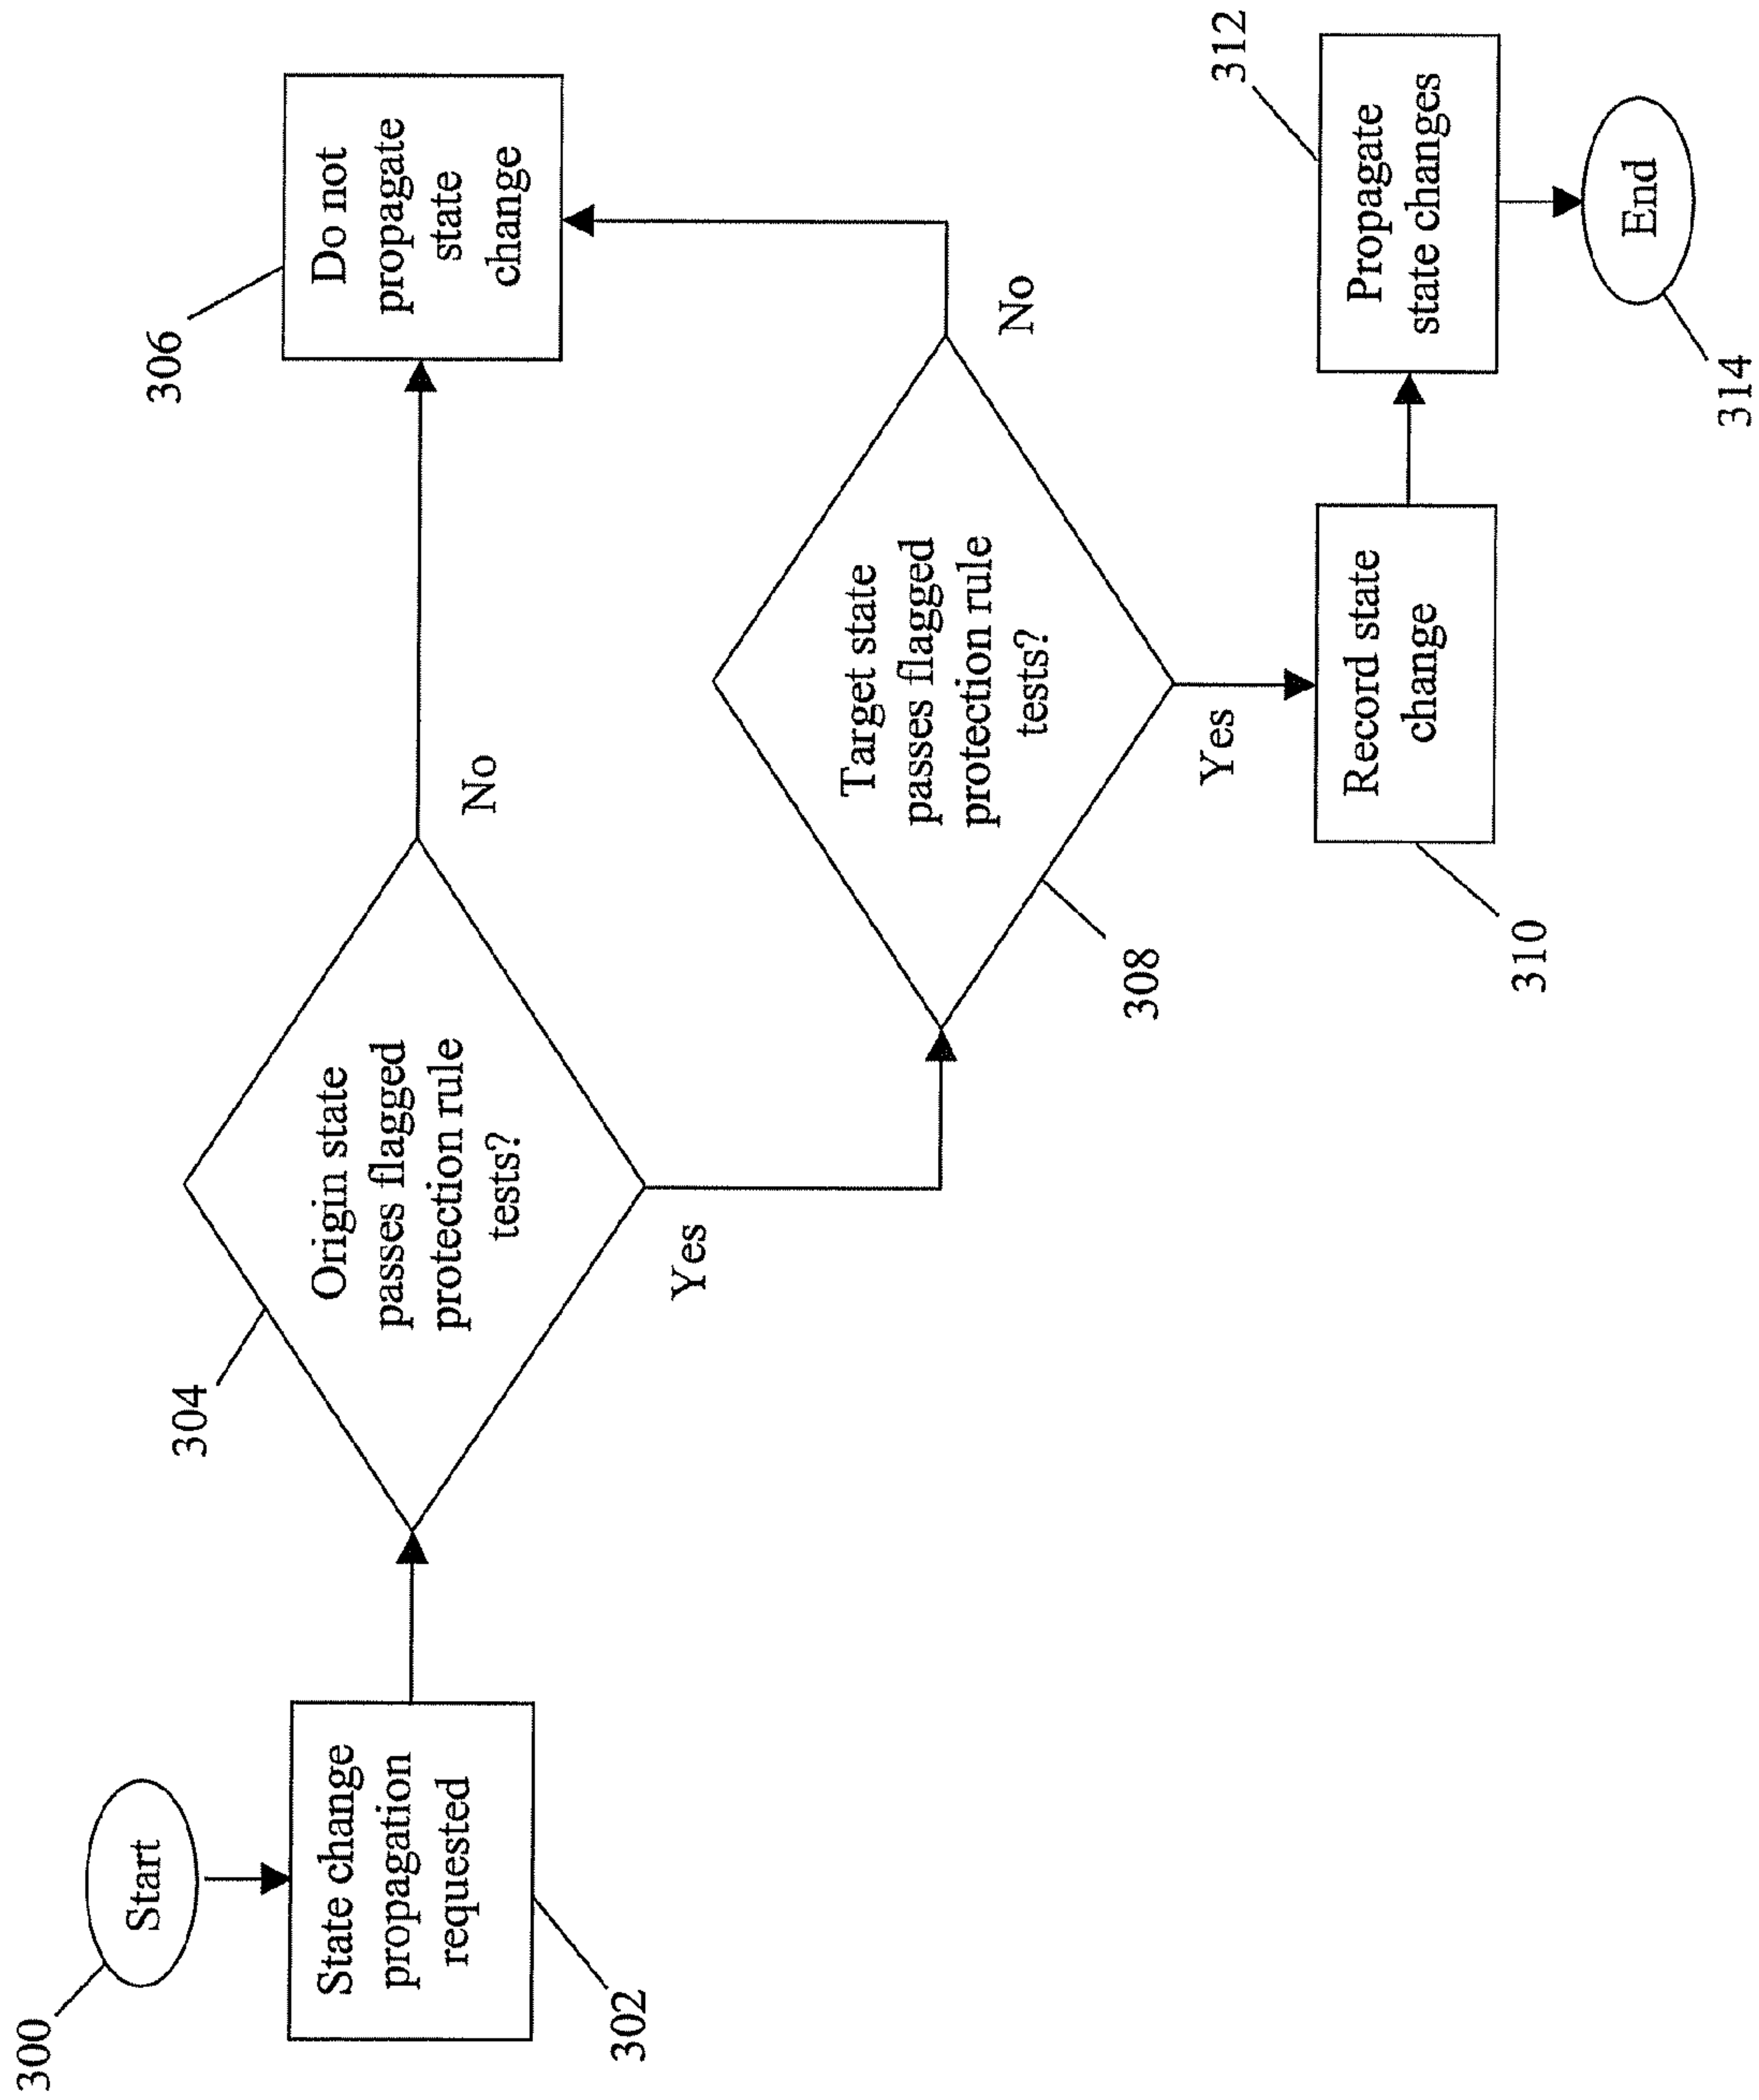 300
Start
State change
propagation
requested
302
304
Origin state
passes flagged
protection rule
tests?
No
Yes
306
Do not
propagate
state
change
Target state
passes flagged
protection rule
tests?
308
No
Yes
Record state
change
310
312
Propagate
state changes
End
314